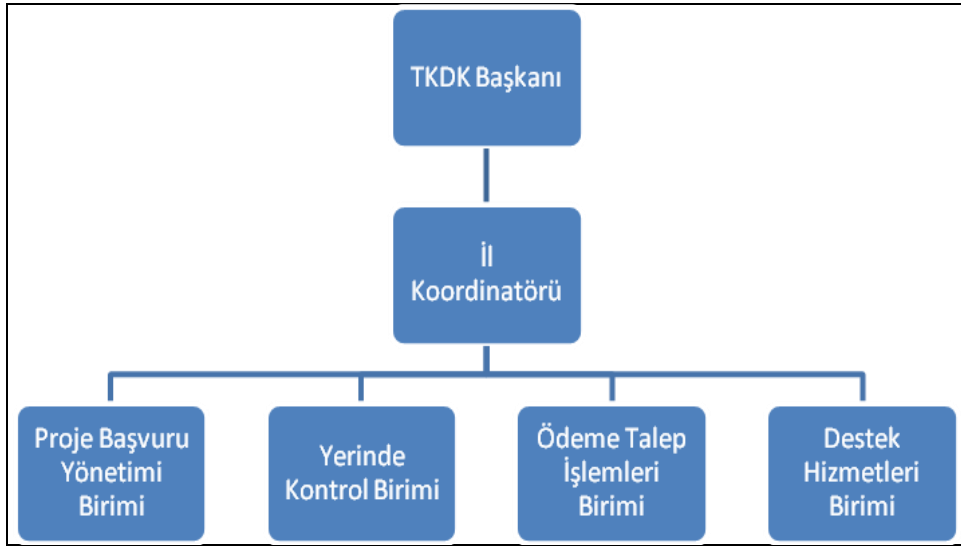 TKDK Başkanı
İl
Koordinatörü
Proje Başvuru
Yönetimi
Birimi
Yerinde
Kontrol Birimi
Ödeme Talep
İşlemleri
Birimi
Destek
Hizmetleri
Birimi